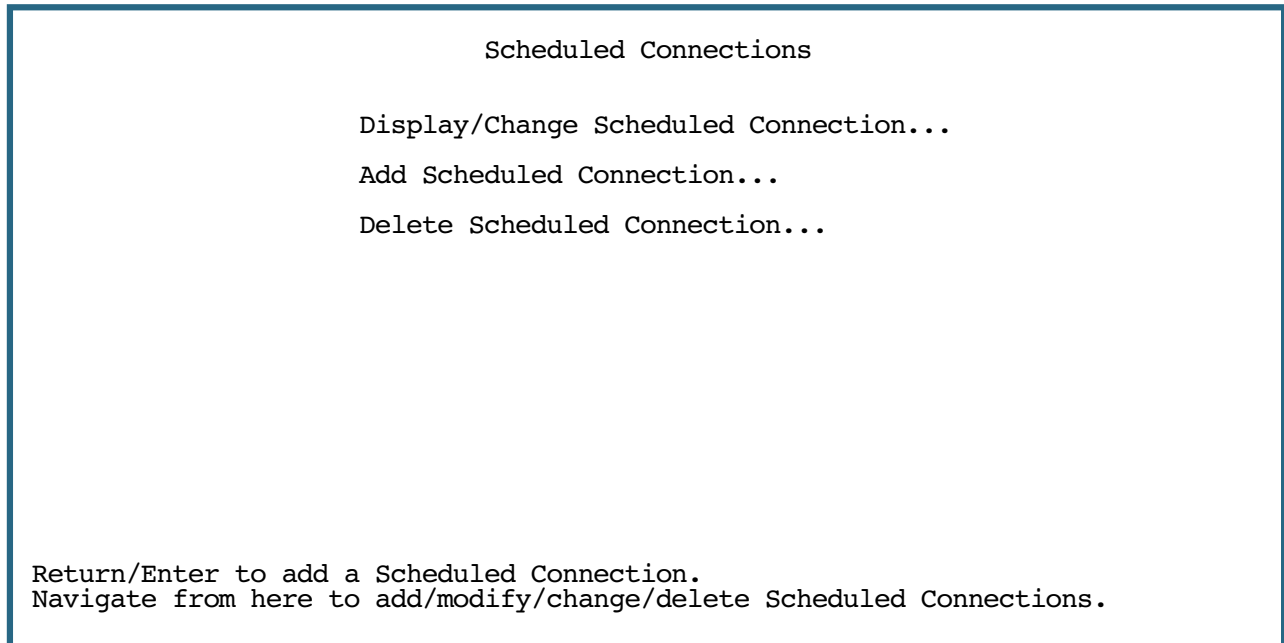 Scheduled Connections
Display/Change Scheduled Connection...
Add Scheduled Connection...
Delete Scheduled Connection...
Return/Enter to add a Scheduled Connection.
Navigate from here to add/modify/change/delete Scheduled Connections.